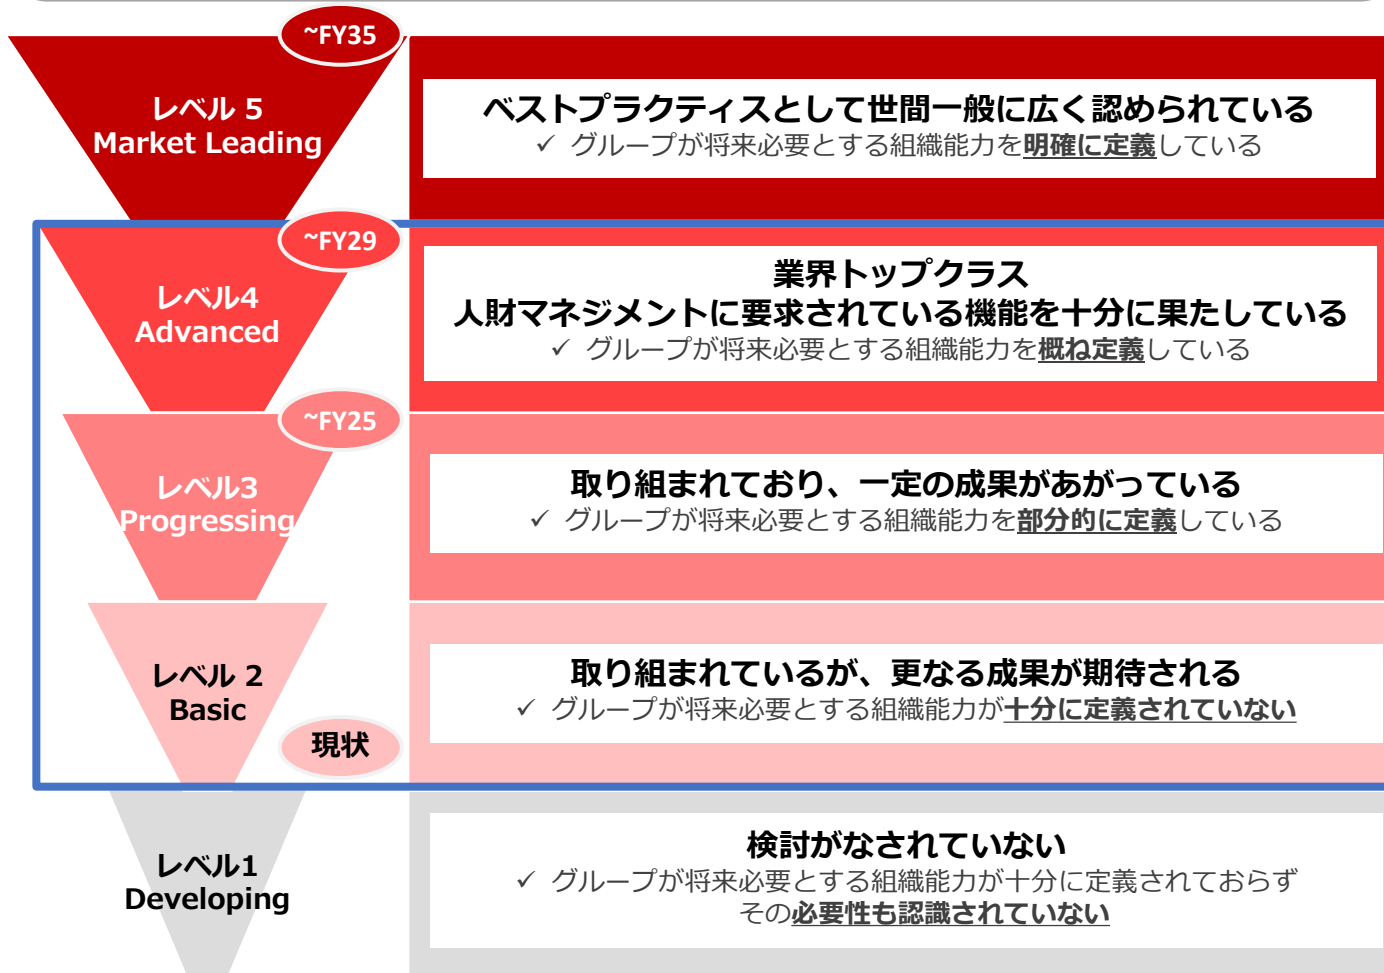 ~FY35
レベル 5
Market Leading
ベストプラクティスとして世間一般に広く認められている
✓ グループが将来必要とする組織能力を明確に定義している
~FY29
レベル4
Advanced
業界トップクラス
人財マネジメントに要求されている機能を十分に果たしている
✓ グループが将来必要とする組織能力を概ね定義している
~FY25
レベル3
Progressing
取り組まれており、一定の成果があがっている
✓ グループが将来必要とする組織能力を部分的に定義している
レベル 2
Basic
現状
取り組まれているが、更なる成果が期待される
✓ グループが将来必要とする組織能力が十分に定義されていない
レベル1
Developing
検討がなされていない
✓ グループが将来必要とする組織能力が十分に定義されておらず
その必要性も認識されていない